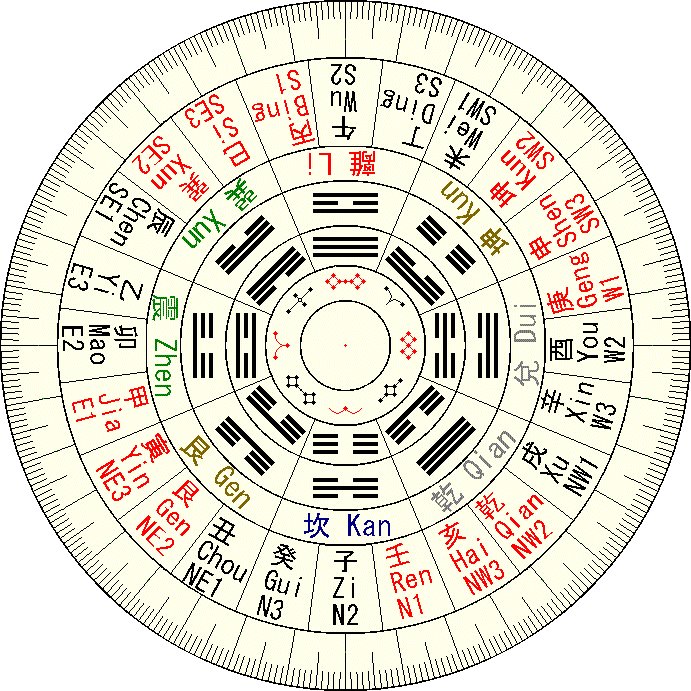 午
Wu
S2
丁
Ding
S3
未
Wei
SW1
坤
Kun
SW2
申
Shen
SW3
庚
Geng
W1
酉
You
W2
辛
Xin
W3
戌
Xu
NW1
乾
Qian
NW2
亥
Hai
NW3
壬
Ren
N1
子
Zi
N2
癸
Gui
N3
丑
Chou
NE1
艮
Gen
NE2
寅
Yin
NE3
甲
Jia
E1
卯
Mao
E2
乙
Yi
E3
辰
Chen
SE1
巽
Xun
SE2
巳
Si
SE3
丙
Bing
S1
離 Li
坤 Kun
兌 Dui
乾 Qian
坎 Kan
艮 Gen
震 Zhen
巽 Xun